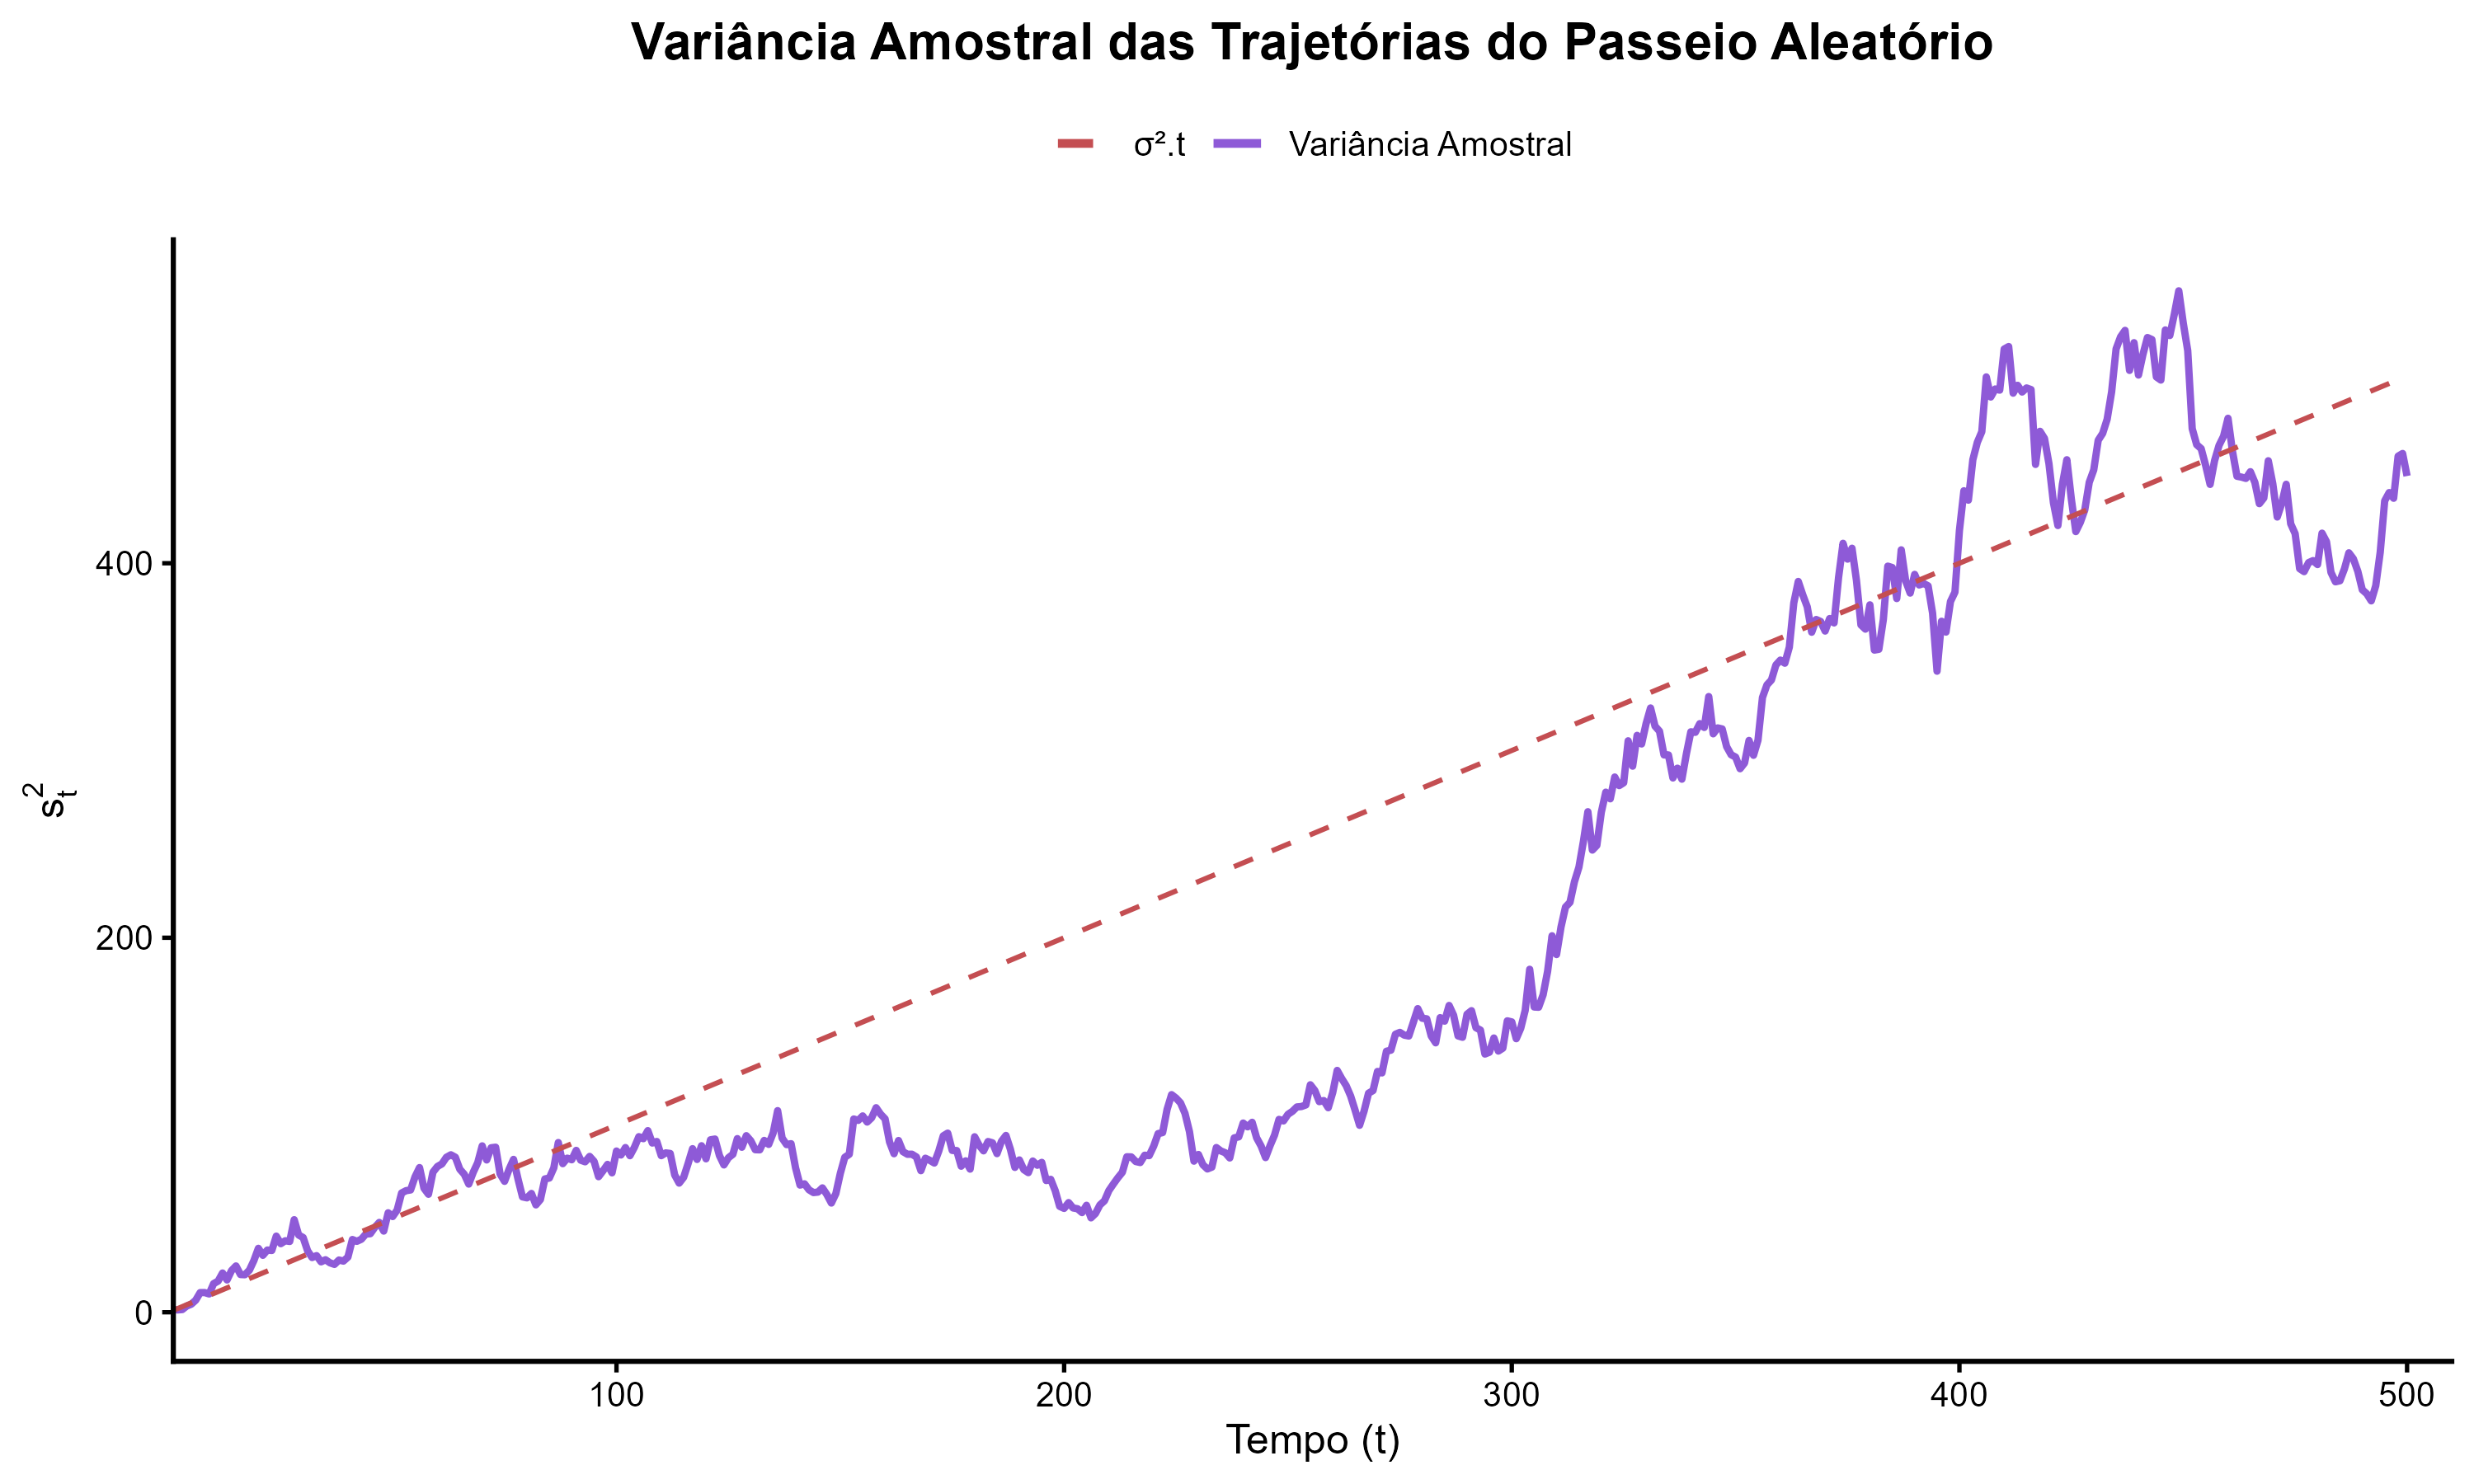 Variância Amostral das Trajetórias do Passeio Aleatório
σ².t Variância Amostral
400
200
0
s_t^2
100 200 300 400 500
Tempo (t)